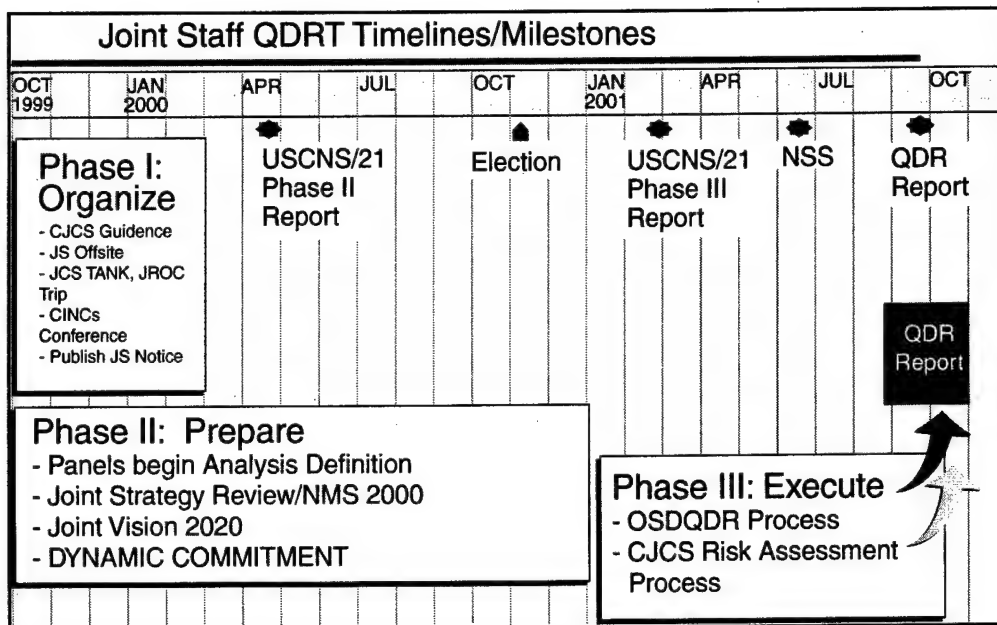 Joint Staff QDRT Timelines/Milestones
OCT JAN APR JUL OCT JAN APR JUL OCT
1999 2000 2001
USCNS/21
Phase II
Report
Election
USCNS/21
Phase III
Report
NSS
QDR
Report
Phase I:
Organize
- CJCS Guidence
- JS Offsite
- JCS TANK, JROC
Trip
- CINCs
Conference
- Publish JS Notice
QDR
Report
Phase II: Prepare
- Panels begin Analysis Definition
- Joint Strategy Review/NMS 2000
- Joint Vision 2020
- DYNAMIC COMMITMENT
Phase III: Execute
- OSDQDR Process
- CJCS Risk Assessment
Process